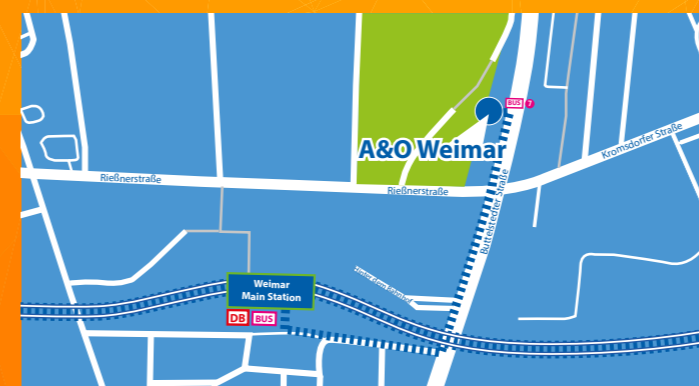 BUS 7
A&O Weimar
Kromsdorfer Straße
Rießnerstraße
Rießnerstraße
Buttelstedter Straße
Weimar
Main Station
DB BUS